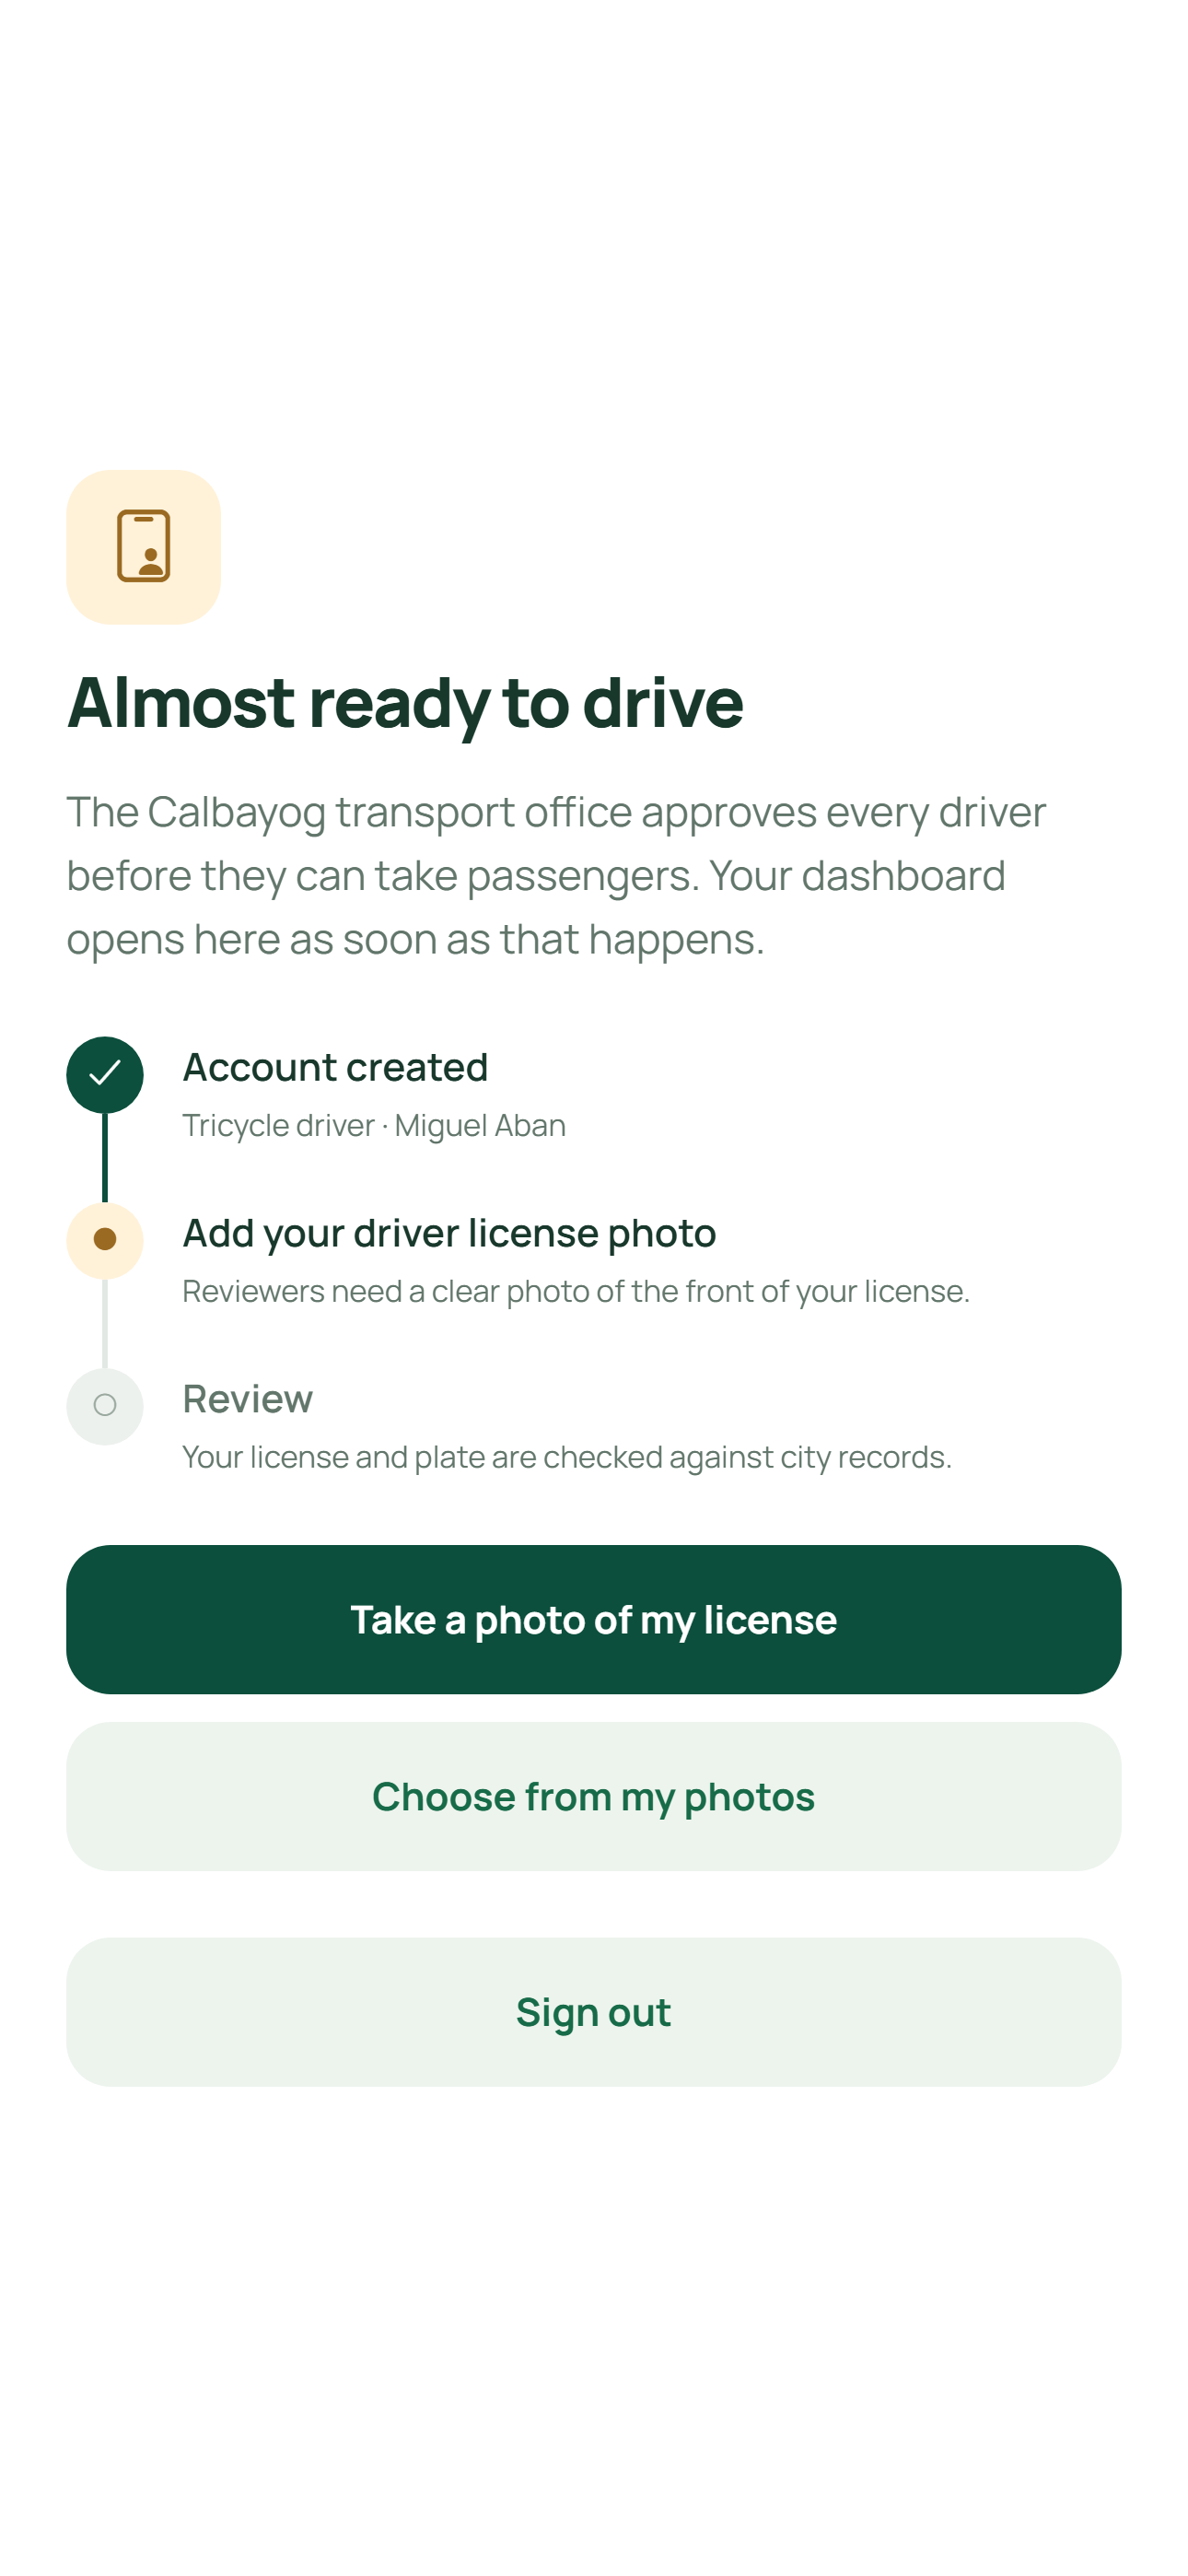 Almost ready to drive
The Calbayog transport office approves every driver
before they can take passengers. Your dashboard
opens here as soon as that happens.
Account created
Tricycle driver · Miguel Aban
Add your driver license photo
Reviewers need a clear photo of the front of your license.
Review
Your license and plate are checked against city records.
Take a photo of my license
Choose from my photos
Sign out